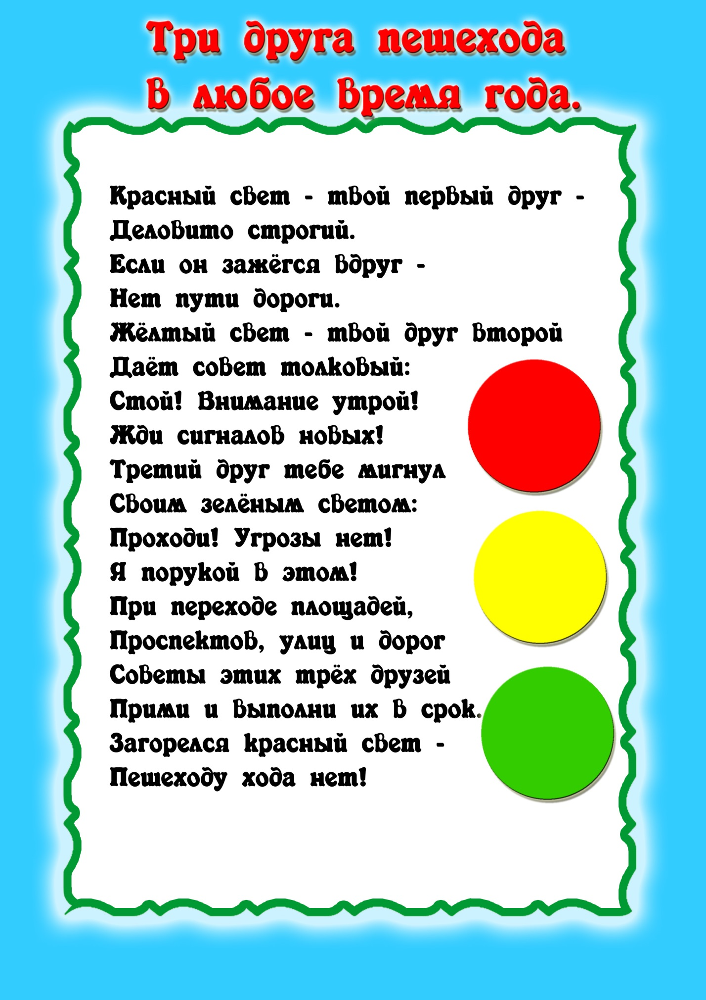 Три друга пешехода
в любое время года.
Красный свет - твой первый друг -
Деловито строгий.
Если он зажёгся вдруг -
Нет пути дороги.
Жёлтый свет - твой друг второй
Даёт совет толковый:
Стой! Внимание утрой!
Жди сигналов новых!
Третий друг тебе мигнул
Своим зелёным светом:
Проходи! Угрозы нет!
Я порукой в этом!
При переходе площадей,
Проспектов, улиц и дорог
Советы этих трёх друзей
Прими и выполни их в срок.
Загорелся красный свет -
Пешеходу хода нет!